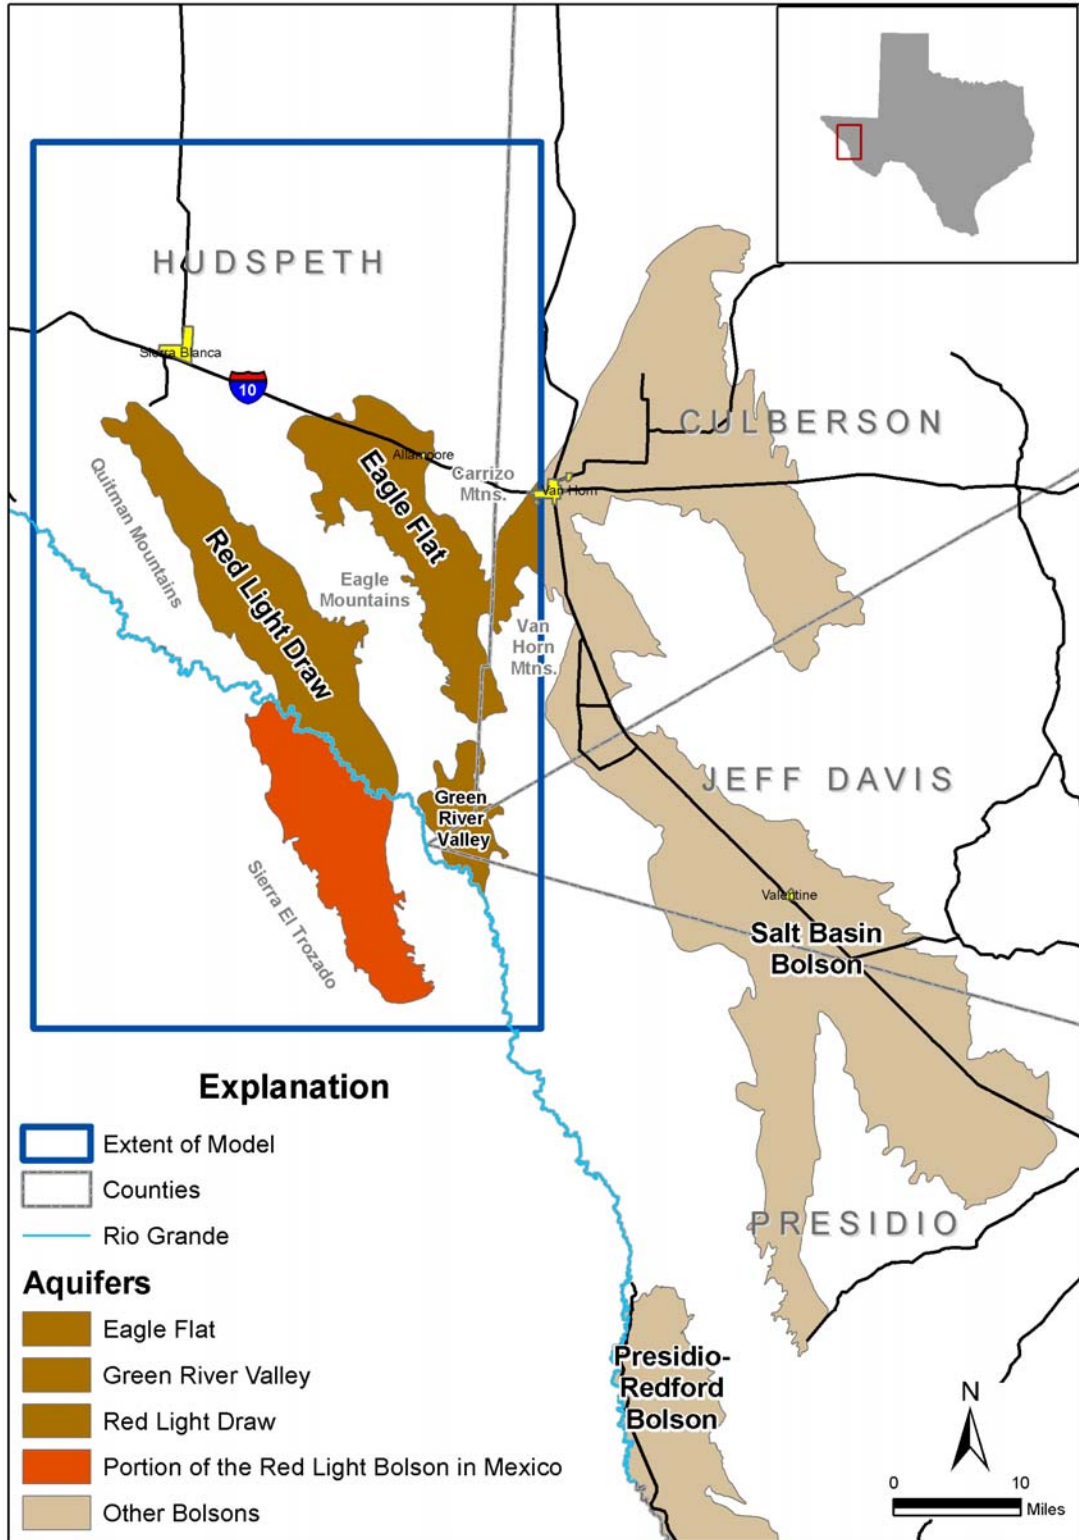 HUDSPETH
Sierra Blanca
10
CULBERSON
Allamoore
Carrizo
Mtns.
Van Horn
Quitman Mountains
Eagle Flat
Red Light Draw
Eagle
Mountains
Van
Horn
Mtns.
JEFF DAVIS
Green
River
Valley
Sierra El Trozado
Valentine
Salt Basin
Bolson
PRESIDIO
Presidio-
Redford
Bolson
Explanation
Extent of Model
Counties
Rio Grande
Aquifers
Eagle Flat
Green River Valley
Red Light Draw
Portion of the Red Light Bolson in Mexico
Other Bolsons
N
0 10
Miles